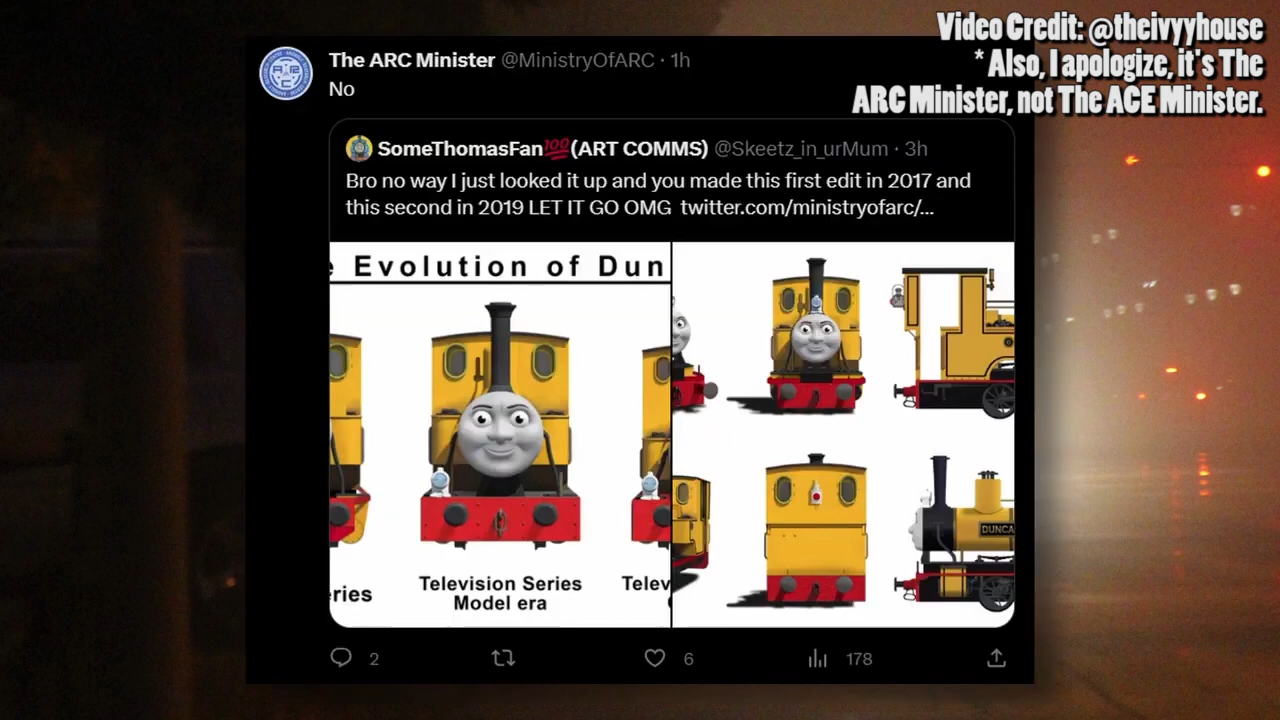 Video Credit: @theivyyhouse
* Also, I apologize, it's The
ARC Minister, not The ACE Minister.
The ARC Minister @MinistryOfARC · 1h
No
SomeThomasFan💯(ART COMMS) @Skeetz_in_urMum · 3h
Bro no way I just looked it up and you made this first edit in 2017 and
this second in 2019 LET IT GO OMG twitter.com/ministryofarc/...
e Evolution of Dun
ries
Television Series
Model era
Telev
DUNCA
2
6
178